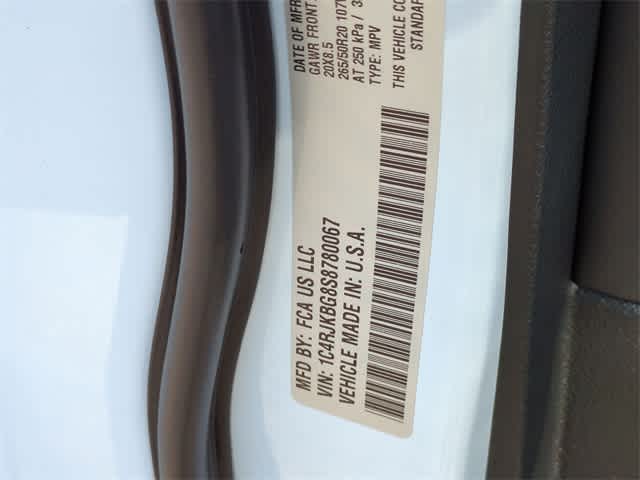 DATE OF MFR
GAWR FRONT:
20X8.5
265/50R20 107
AT 250 kPa / 3
TYPE: MPV
THIS VEHICLE CO
STANDAR
MFD BY: FCA US LLC
VIN: 1C4RJKBG8S8780067
VEHICLE MADE IN: U.S.A.